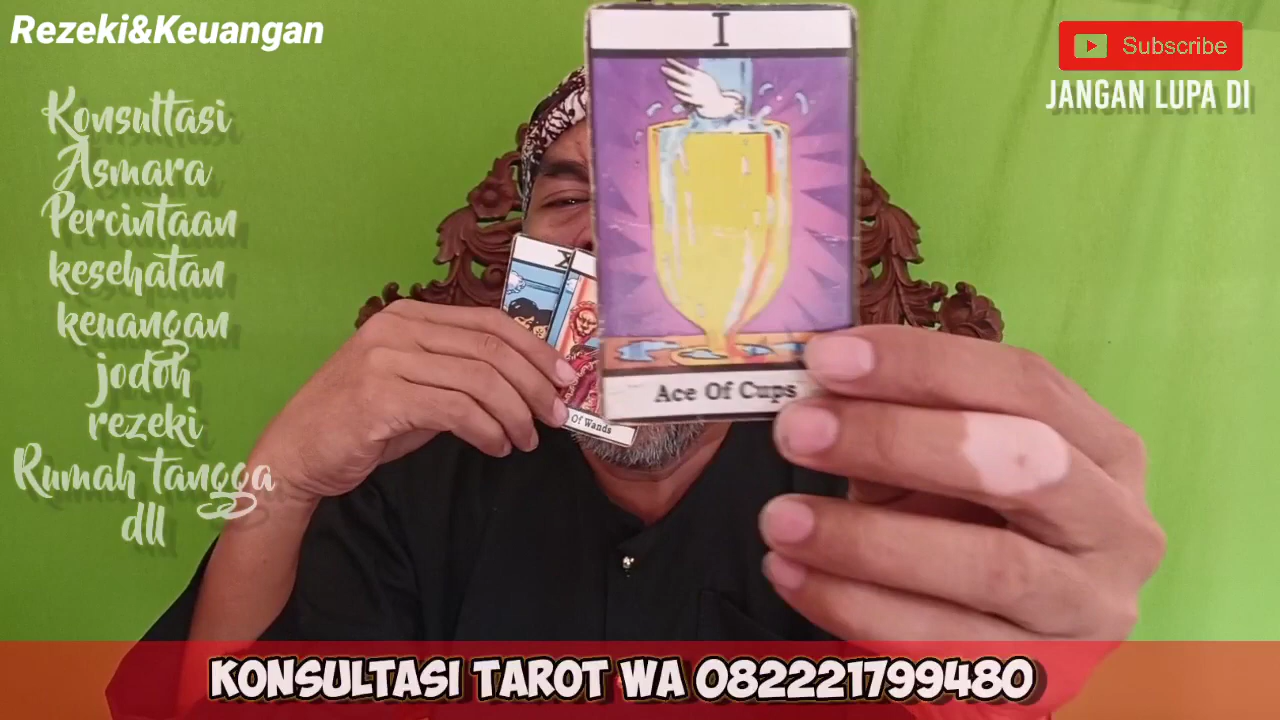 Rezeki&Keuangan
Konsultasi
Asmara
Percintaan
kesehatan
keuangan
jodoh
rezeki
Rumah tangga
dll
I
Ace Of Cups
X
Of Wands
Subscribe
JANGAN LUPA DI
KONSULTASI TAROT WA 082221799480